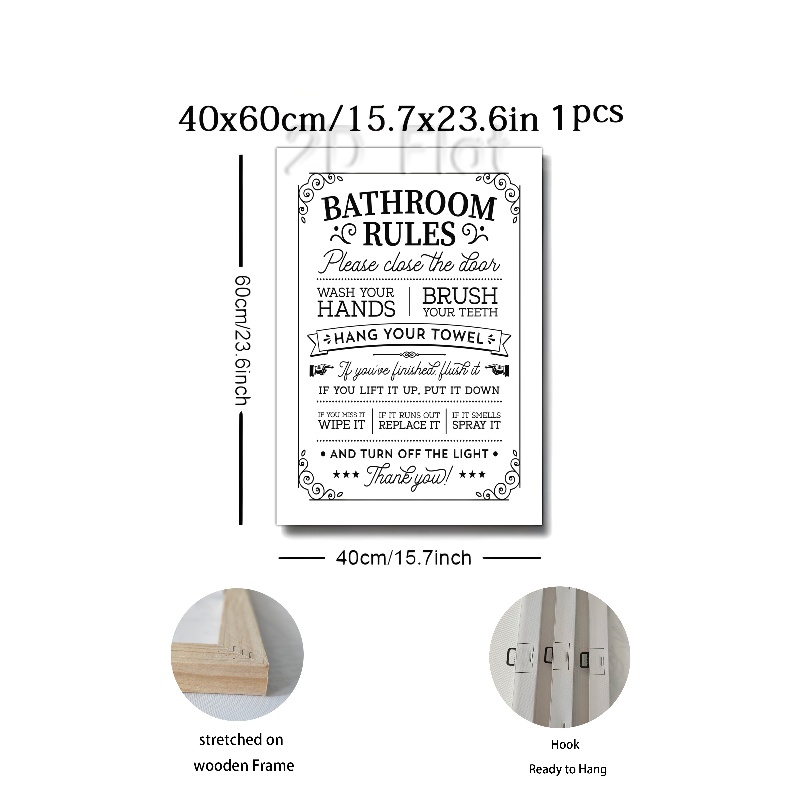 40x60cm/15.7x23.6in 1pcs
2D Flat
60cm/23.6inch
BATHROOM
RULES
Please close the door
WASH YOUR
HANDS
BRUSH
YOUR TEETH
HANG YOUR TOWEL
If you've finished, flush it
IF YOU LIFT IT UP, PUT IT DOWN
IF YOU MISS IT
WIPE IT
IF IT RUNS OUT
REPLACE IT
IF IT SMELLS
SPRAY IT
• AND TURN OFF THE LIGHT •
Thank you!
40cm/15.7inch
stretched on
wooden Frame
Hook
Ready to Hang